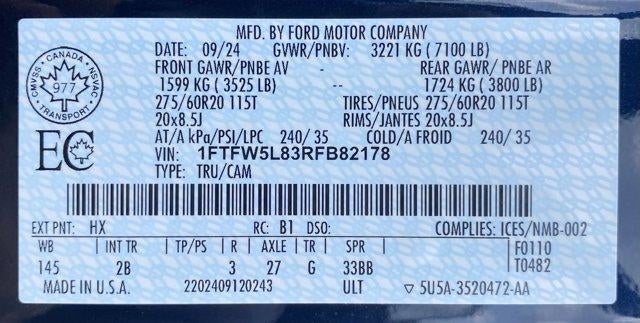 MFD. BY FORD MOTOR COMPANY
DATE: 09/24 GVWR/PNBV: 3221 KG ( 7100 LB)
FRONT GAWR/PNBE AV - REAR GAWR/ PNBE AR
1599 KG ( 3525 LB) -- 1724 KG ( 3800 LB)
275/60R20 115T TIRES/PNEUS 275/60R20 115T
20x8.5J RIMS/JANTES 20x8.5J
AT/A kPa/PSI/LPC 240/ 35 COLD/A FROID 240/ 35
VIN: 1FTFW5L83RFB82178
TYPE: TRU/CAM
CANADA
CMVSS NSVAC
977
TRANSPORT
EC
EXT PNT: HX RC: B1 DSO: COMPLIES: ICES/NMB-002
WB INT TR TP/PS R AXLE TR SPR F0110
145 2B 3 27 G 33BB T0482
MADE IN U.S.A. 2202409120243 ULT ▽ 5U5A-3520472-AA